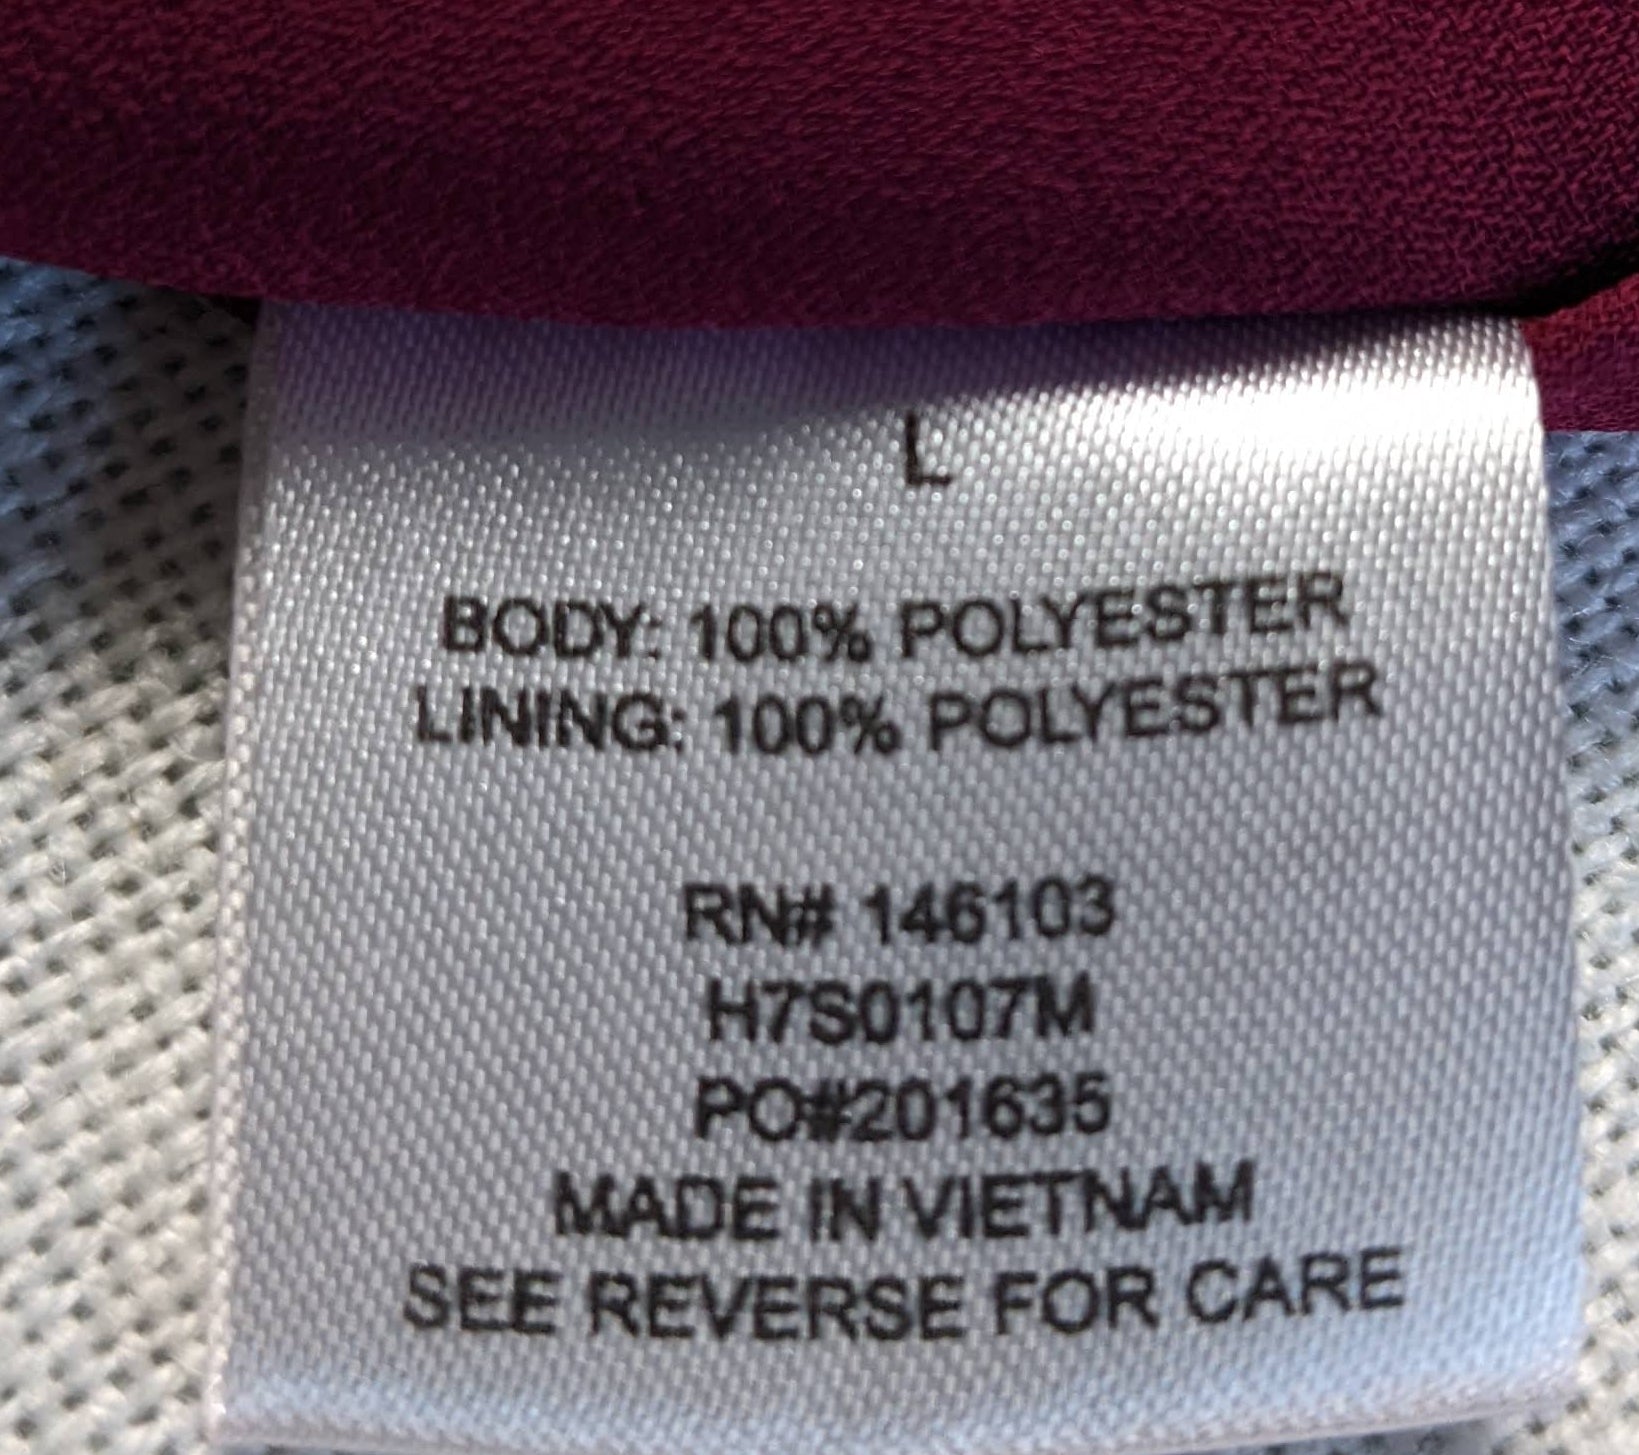 L
BODY: 100% POLYESTER
LINING: 100% POLYESTER
RN# 146103
H7S0107M
PO#201635
MADE IN VIETNAM
SEE REVERSE FOR CARE